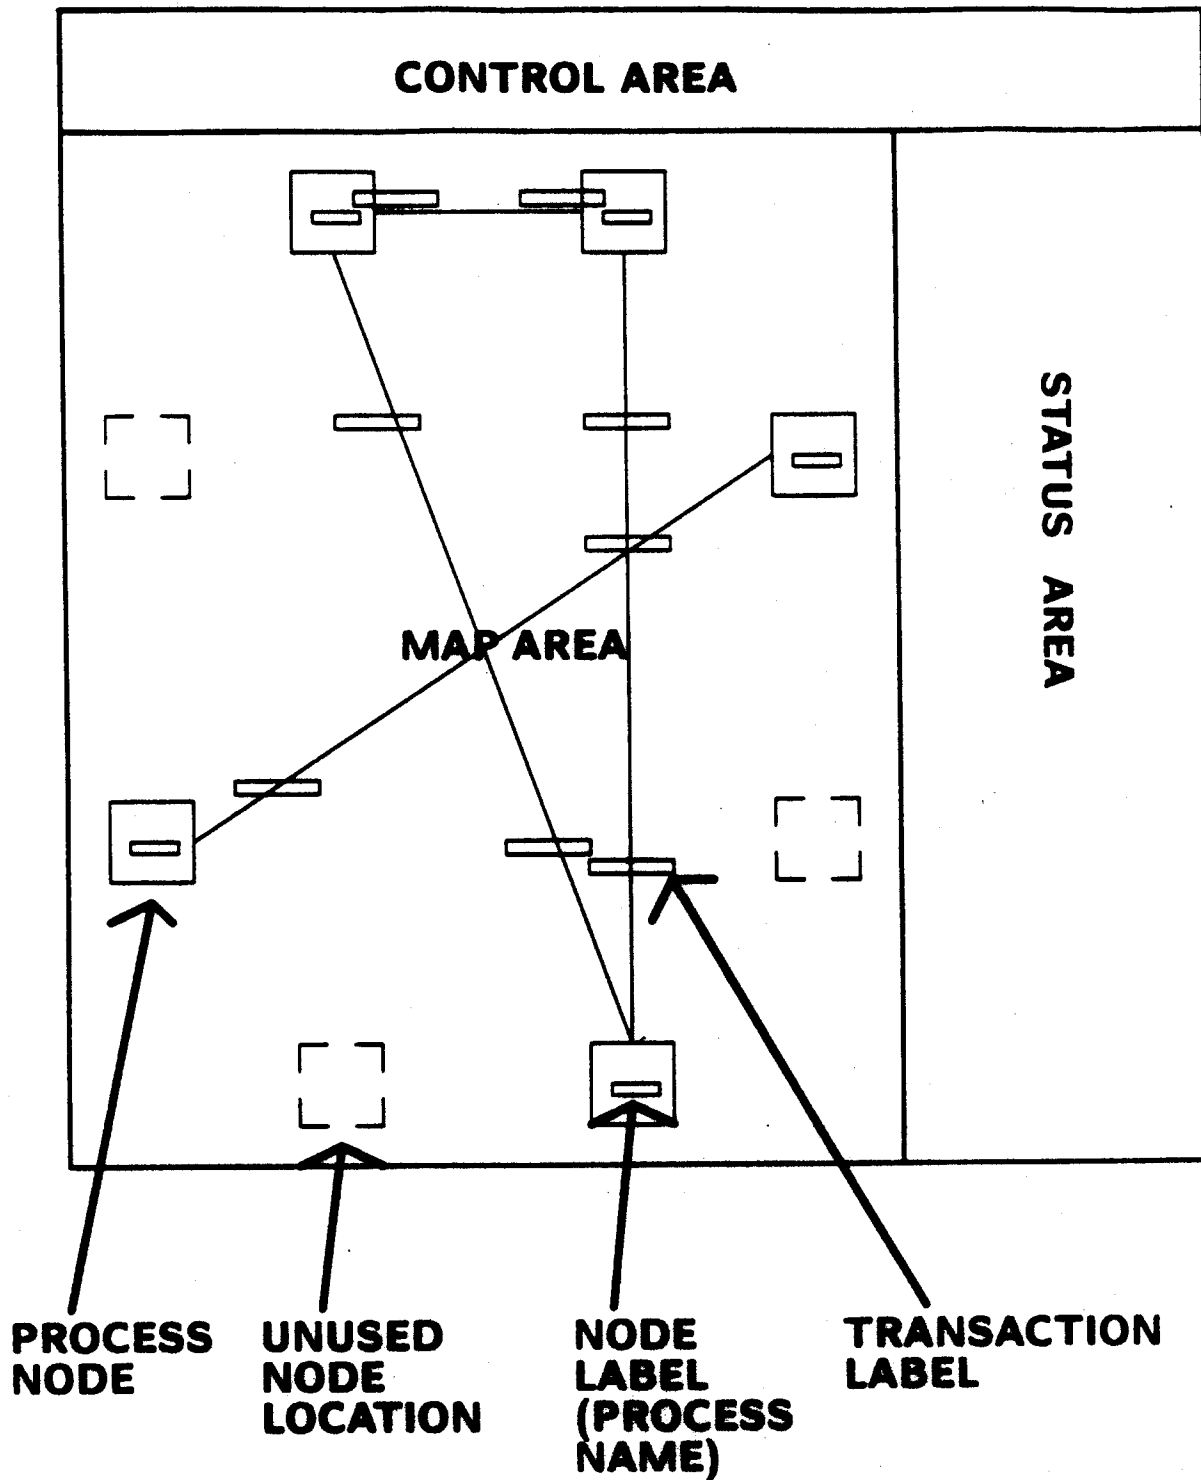 CONTROL AREA
STATUS AREA
MAP AREA
PROCESS
NODE
UNUSED
NODE
LOCATION
NODE
LABEL
(PROCESS
NAME)
TRANSACTION
LABEL